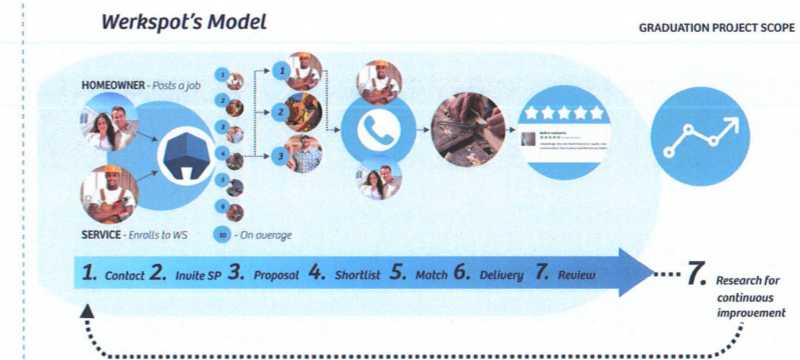 Werkspot's Model
GRADUATION PROJECT SCOPE
HOMEOWNER - Posts a job
1
2
3
4
5
6
1
2
3
SERVICE - Enrolls to WS
- On average
1. Contact 2. Invite SP 3. Proposal 4. Shortlist 5. Match 6. Delivery 7. Review
7. Research for
continuous
improvement